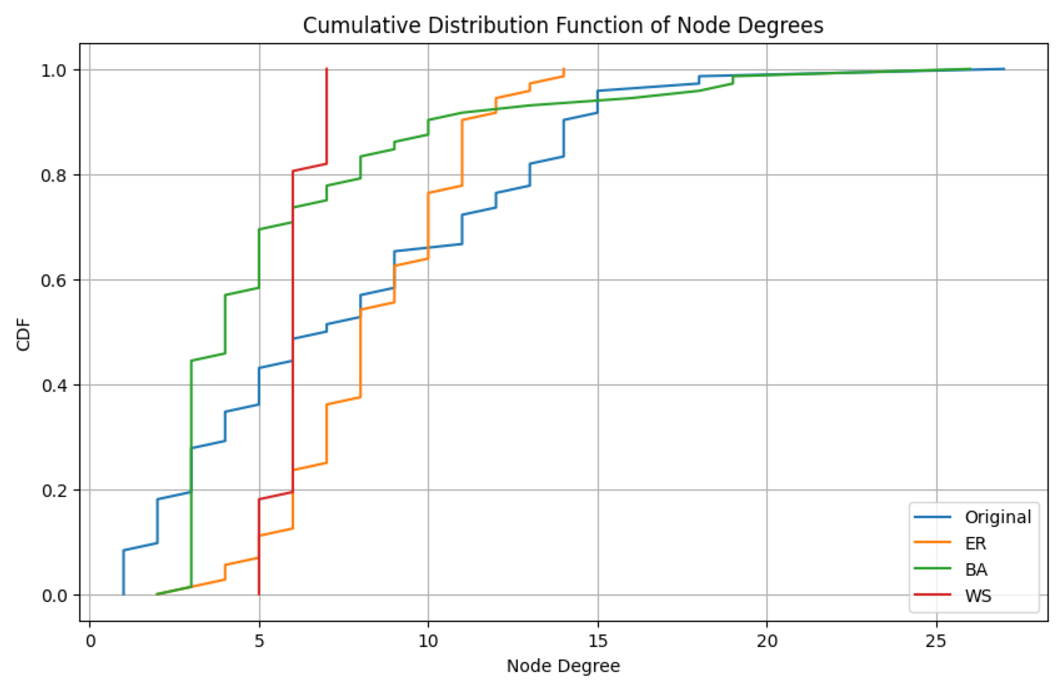 Cumulative Distribution Function of Node Degrees
1.0
0.8
0.6
0.4
0.2
0.0
CDF
0 5 10 15 20 25
Node Degree
Original
ER
BA
WS